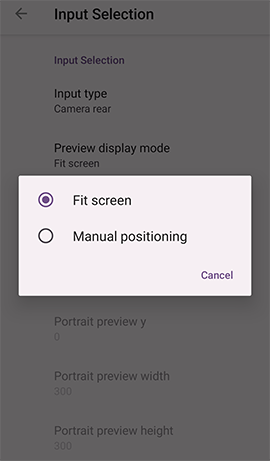 Input Selection
Input Selection
Input type
Camera rear
Preview display mode
Fit screen
Fit screen
Manual positioning
Cancel
Portrait preview y
0
Portrait preview width
300
Portrait preview height
300